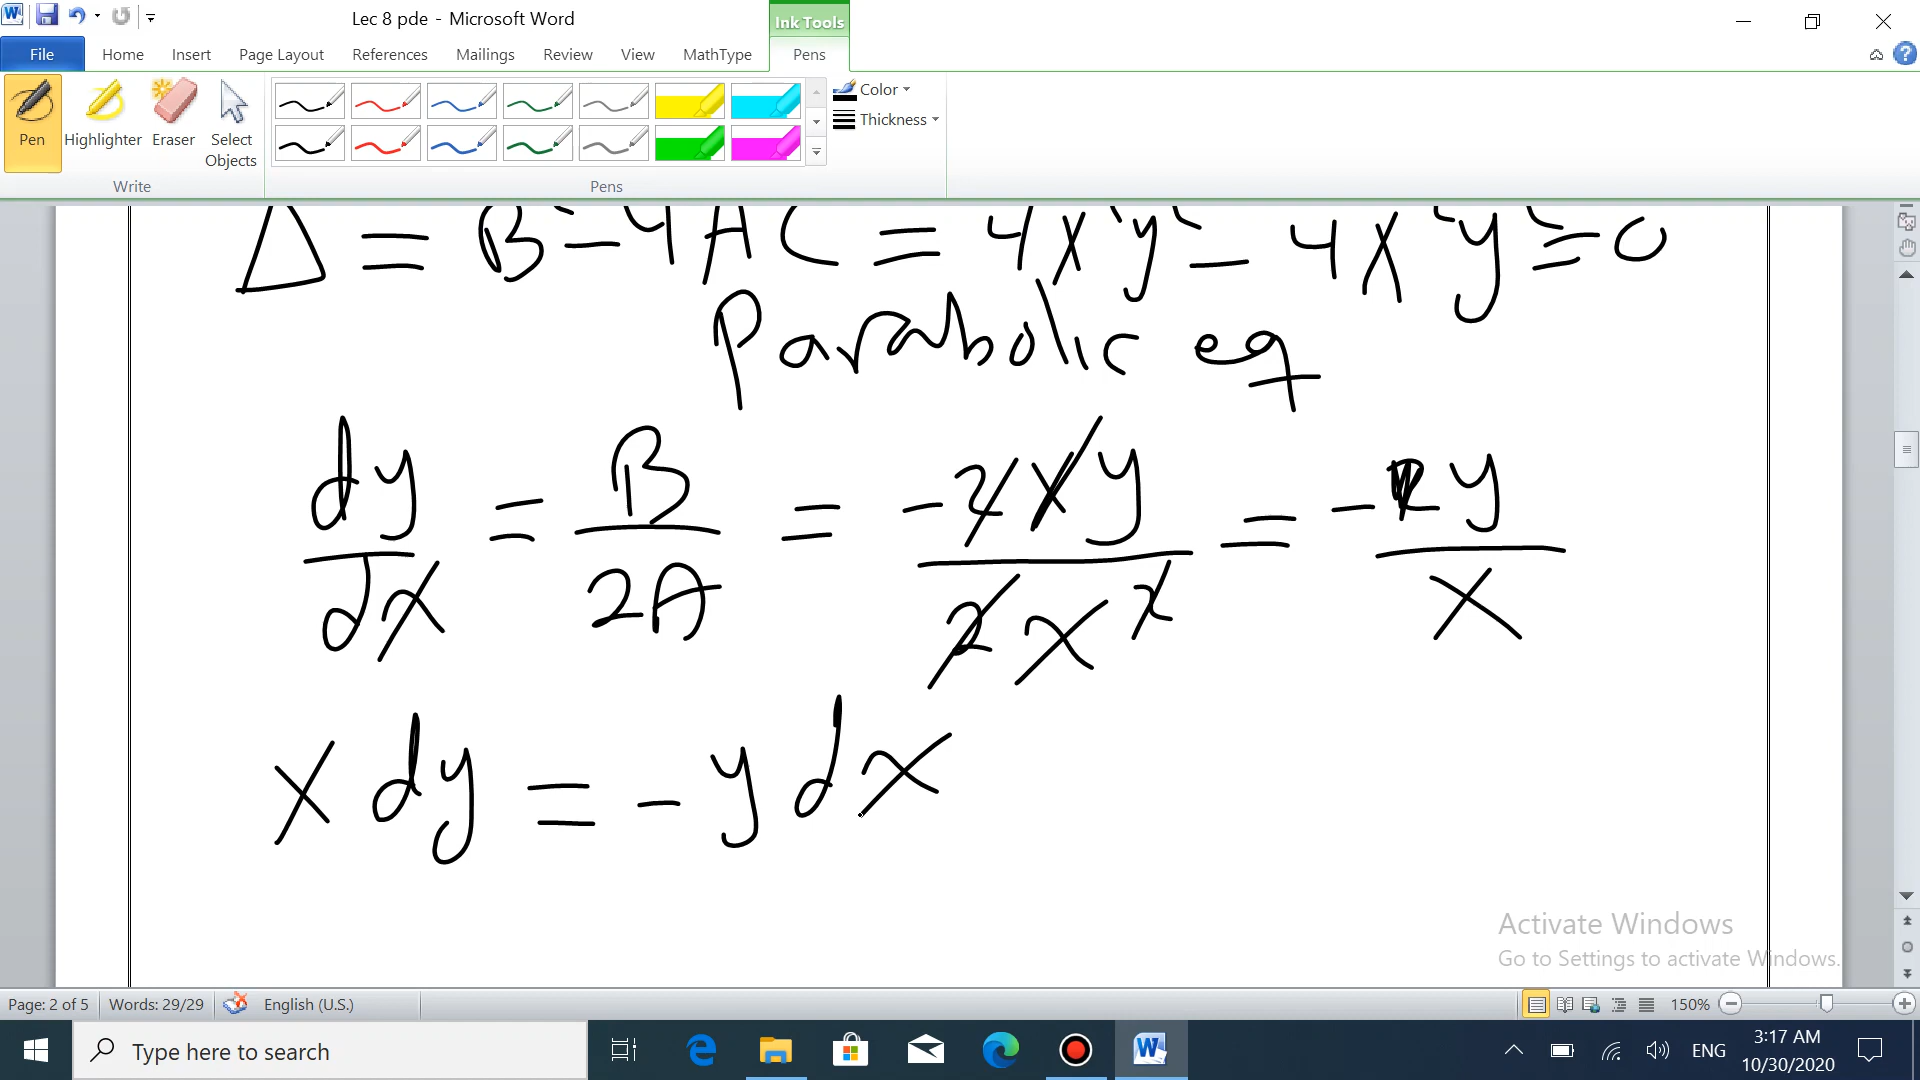 Lec 8 pde - Microsoft Word
Ink Tools
File Home Insert Page Layout References Mailings Review View MathType Pens
Pen Highlighter Eraser Select Objects
Color
Thickness
Write
Pens
Δ = B² - 4AC = 4x²y² - 4x²y² = 0
Parabolic eq
dy/dx = B/2A = -2xy/2x² = -y/x
x dy = - y dx
Activate Windows
Go to Settings to activate Windows.
Page: 2 of 5 Words: 29/29 English (U.S.) 150%
Type here to search
ENG
3:17 AM
10/30/2020